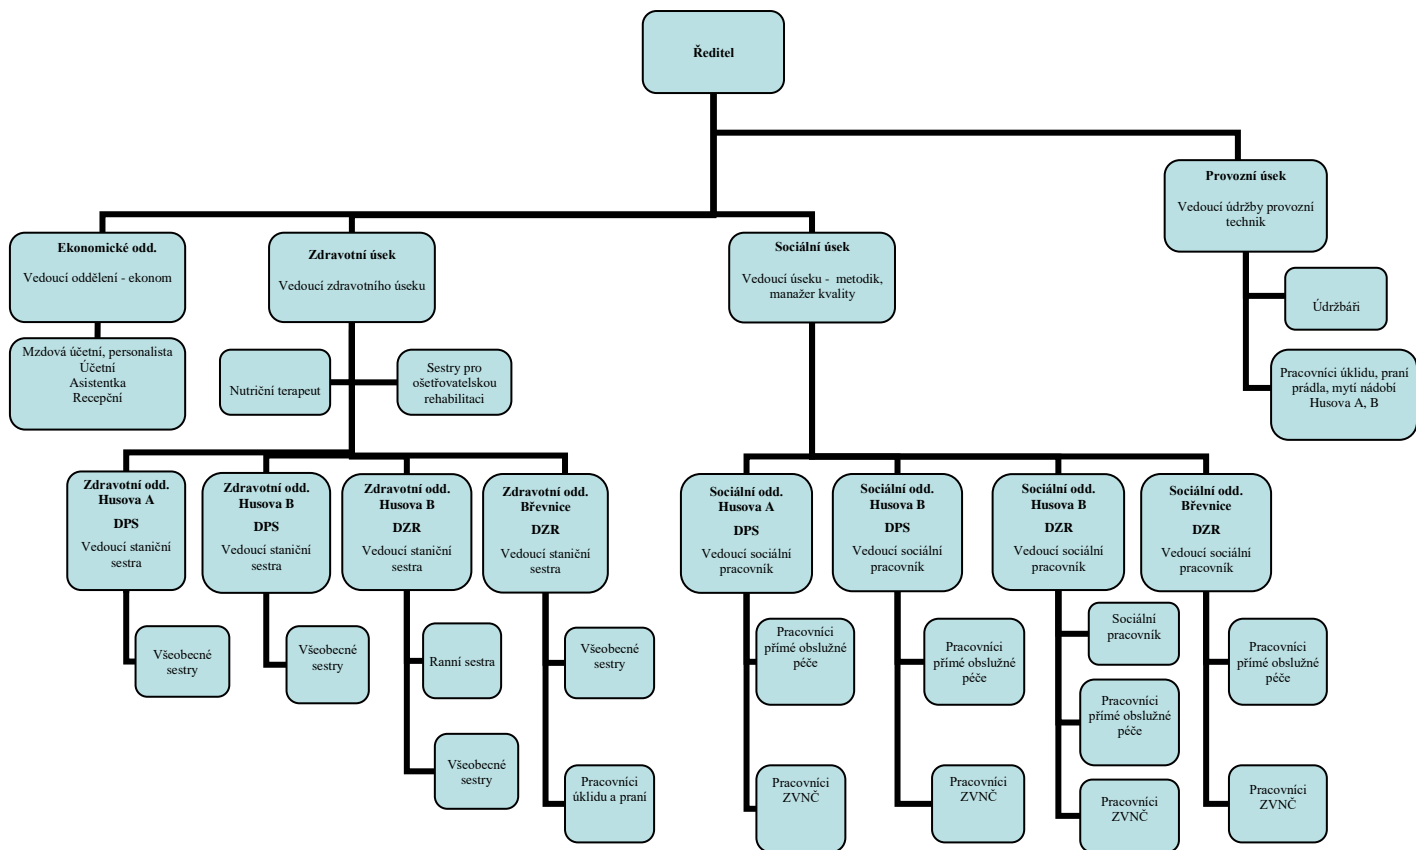 Ředitel
Provozní úsek
Vedoucí údržby provozní
technik
Ekonomické odd.
Vedoucí oddělení - ekonom
Zdravotní úsek
Vedoucí zdravotního úseku
Sociální úsek
Vedoucí úseku - metodik,
manažer kvality
Údržbáři
Mzdová účetní, personalista
Účetní
Asistentka
Recepční
Nutriční terapeut
Sestry pro
ošetřovatelskou
rehabilitaci
Pracovníci úklidu, praní
prádla, mytí nádobí
Husova A, B
Zdravotní odd.
Husova A
DPS
Vedoucí staniční
sestra
Zdravotní odd.
Husova B
DPS
Vedoucí staniční
sestra
Zdravotní odd.
Husova B
DZR
Vedoucí staniční
sestra
Zdravotní odd.
Břevnice
DZR
Vedoucí staniční
sestra
Sociální odd.
Husova A
DPS
Vedoucí sociální
pracovník
Sociální odd.
Husova B
DPS
Vedoucí sociální
pracovník
Sociální odd.
Husova B
DZR
Vedoucí sociální
pracovník
Sociální odd.
Břevnice
DZR
Vedoucí sociální
pracovník
Všeobecné
sestry
Všeobecné
sestry
Ranní sestra
Všeobecné
sestry
Pracovníci
přímé obslužné
péče
Pracovníci
přímé obslužné
péče
Sociální
pracovník
Pracovníci
přímé obslužné
péče
Pracovníci
přímé obslužné
péče
Všeobecné
sestry
Pracovníci
úklidu a praní
Pracovníci
ZVNČ
Pracovníci
ZVNČ
Pracovníci
ZVNČ
Pracovníci
ZVNČ